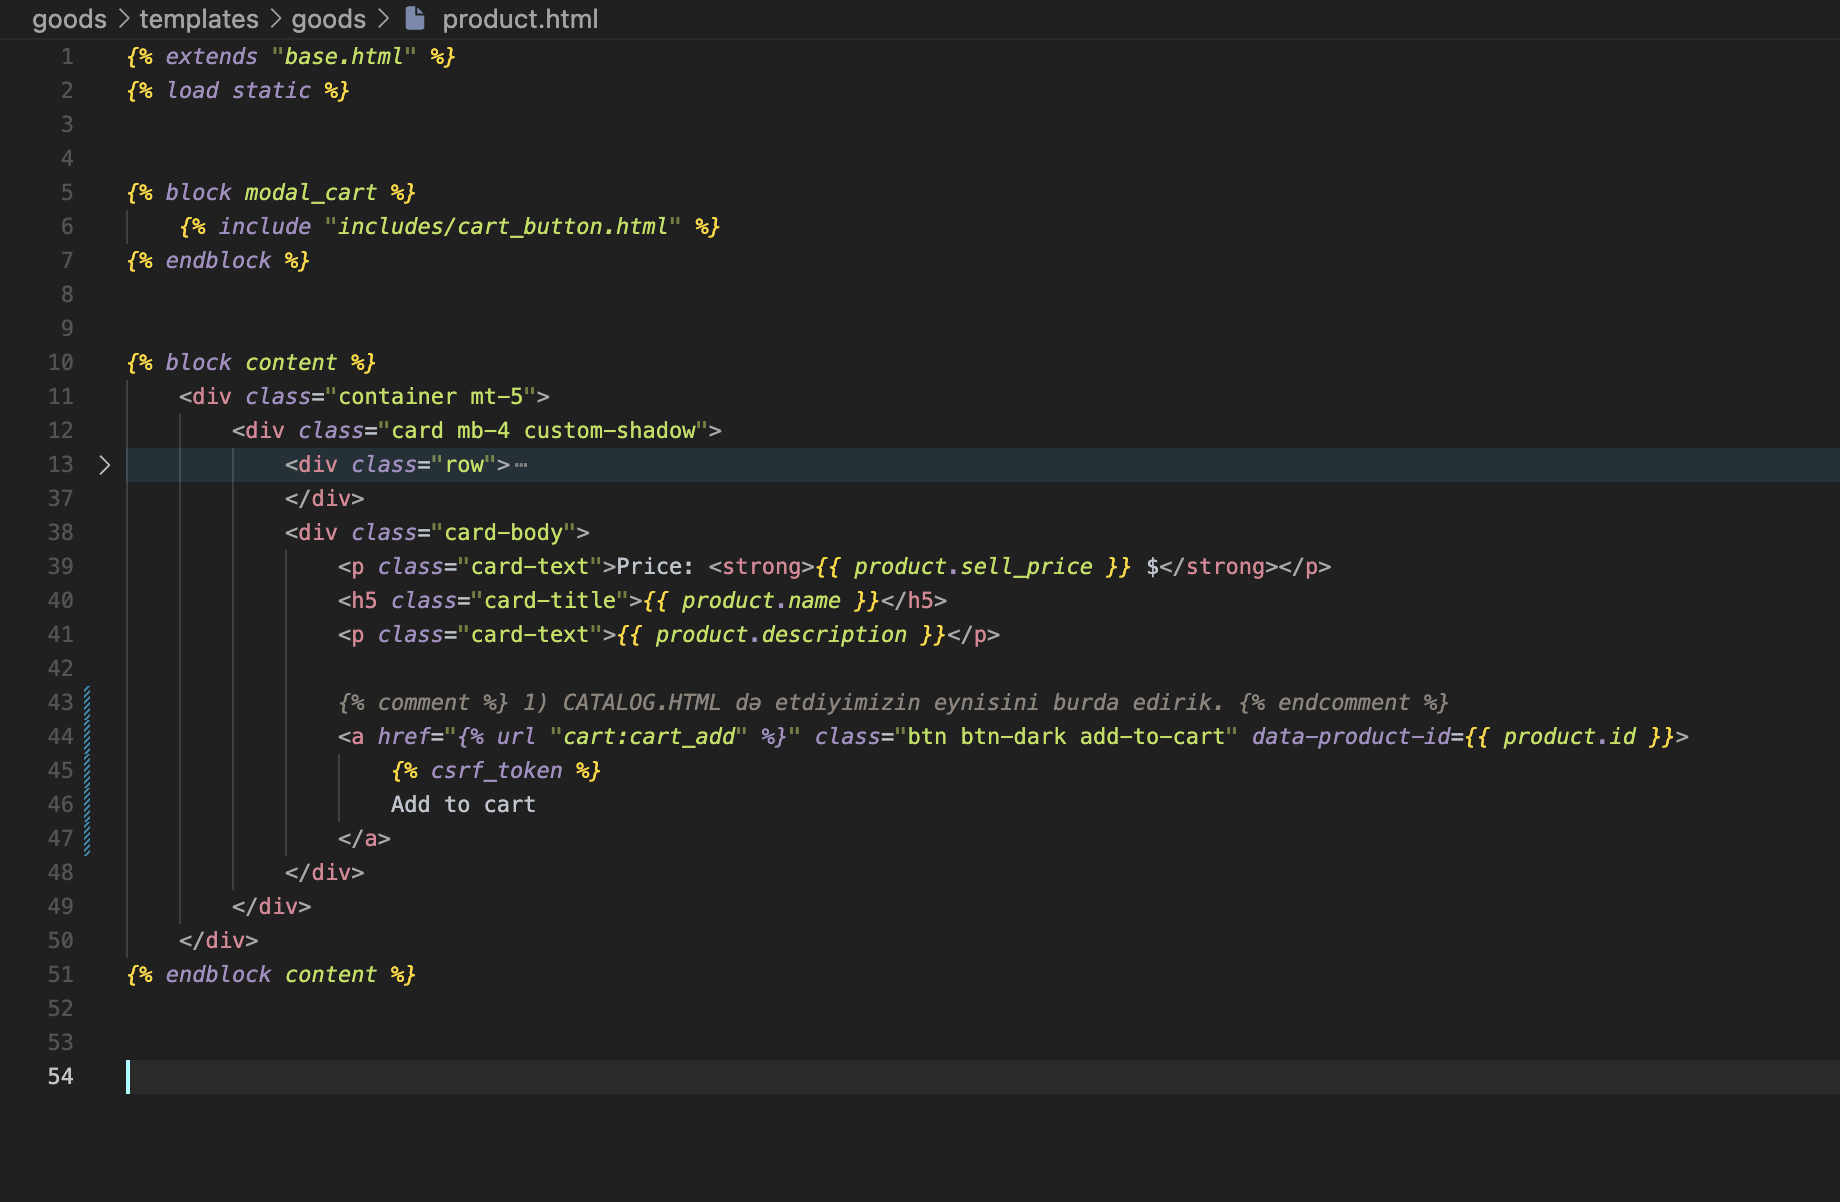 goods > templates > goods > product.html
1 {% extends "base.html" %}
2 {% load static %}
3
4
5 {% block modal_cart %}
6     {% include "includes/cart_button.html" %}
7 {% endblock %}
8
9
10 {% block content %}
11     <div class="container mt-5">
12         <div class="card mb-4 custom-shadow">
13             <div class="row">⋯
37             </div>
38             <div class="card-body">
39                 <p class="card-text">Price: <strong>{{ product.sell_price }} $</strong></p>
40                 <h5 class="card-title">{{ product.name }}</h5>
41                 <p class="card-text">{{ product.description }}</p>
42
43                 {% comment %} 1) CATALOG.HTML də etdiyimizin eynisini burda edirik. {% endcomment %}
44                 <a href="{% url "cart:cart_add" %}" class="btn btn-dark add-to-cart" data-product-id={{ product.id }}>
45                     {% csrf_token %}
46                     Add to cart
47                 </a>
48             </div>
49         </div>
50     </div>
51 {% endblock content %}
52
53
54